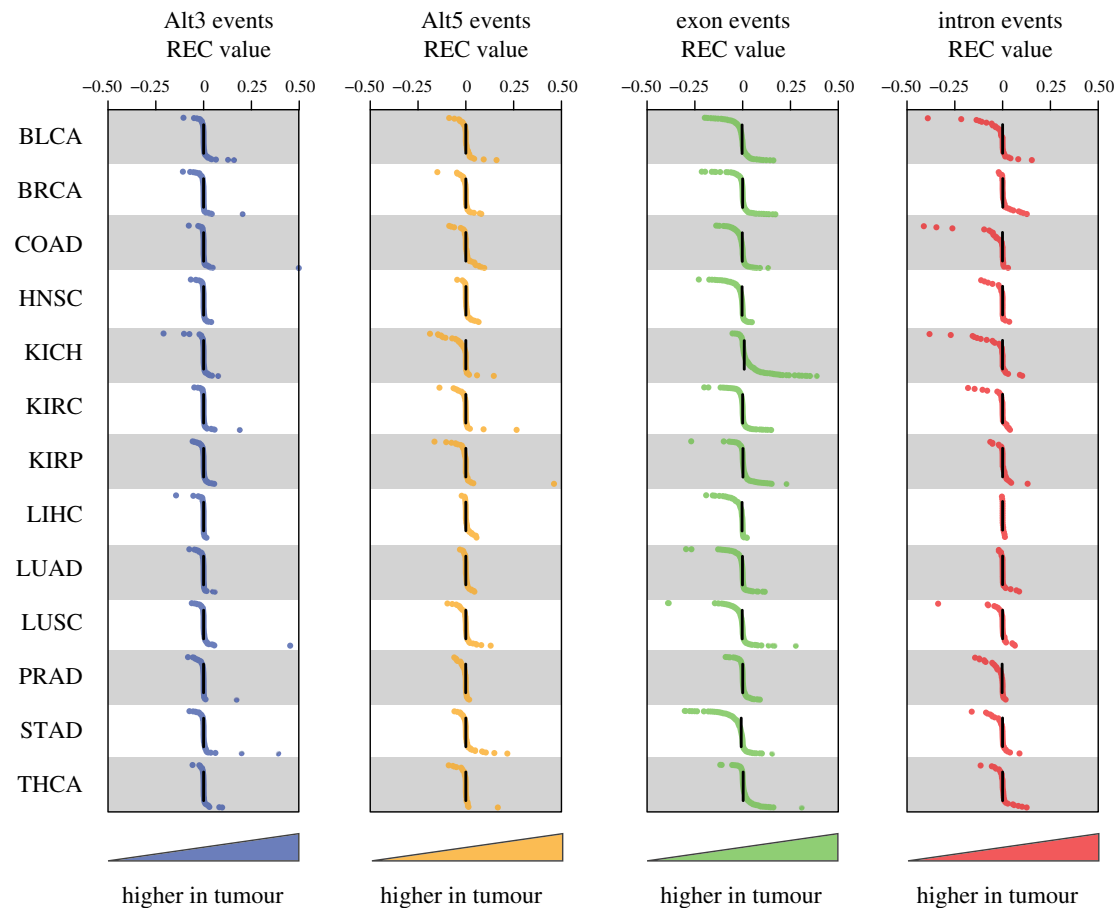 Alt3 events
REC value
Alt5 events
REC value
exon events
REC value
intron events
REC value
−0.50 −0.25 0 0.25 0.50
−0.50 −0.25 0 0.25 0.50
−0.50 −0.25 0 0.25 0.50
−0.50 −0.25 0 0.25 0.50
BLCA
BRCA
COAD
HNSC
KICH
KIRC
KIRP
LIHC
LUAD
LUSC
PRAD
STAD
THCA
higher in tumour
higher in tumour
higher in tumour
higher in tumour